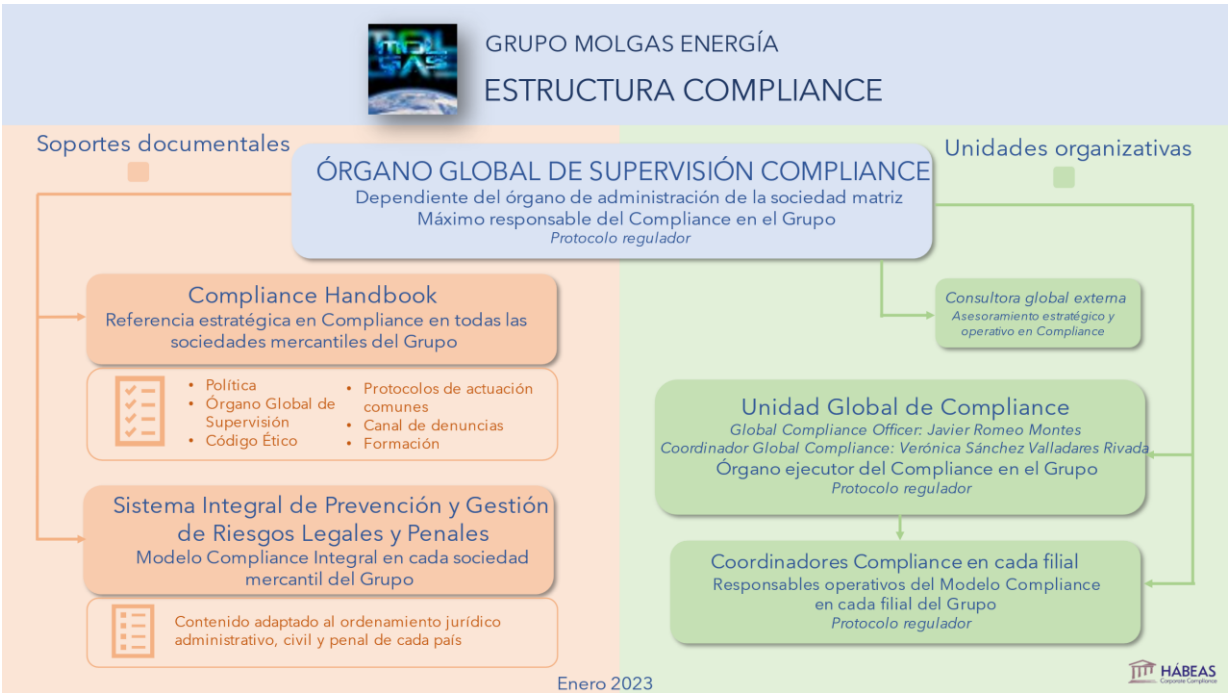 GRUPO MOLGAS ENERGÍA
ESTRUCTURA COMPLIANCE
Soportes documentales
Unidades organizativas
ÓRGANO GLOBAL DE SUPERVISIÓN COMPLIANCE
Dependiente del órgano de administración de la sociedad matriz
Máximo responsable del Compliance en el Grupo
Protocolo regulador
Compliance Handbook
Referencia estratégica en Compliance en todas las
sociedades mercantiles del Grupo
• Política
• Órgano Global de
Supervisión
• Código Ético
• Protocolos de actuación
comunes
• Canal de denuncias
• Formación
Sistema Integral de Prevención y Gestión
de Riesgos Legales y Penales
Modelo Compliance Integral en cada sociedad
mercantil del Grupo
Contenido adaptado al ordenamiento jurídico
administrativo, civil y penal de cada país
Consultora global externa
Asesoramiento estratégico y
operativo en Compliance
Unidad Global de Compliance
Global Compliance Officer: Javier Romeo Montes
Coordinador Global Compliance: Verónica Sánchez Valladares Rivada
Órgano ejecutor del Compliance en el Grupo
Protocolo regulador
Coordinadores Compliance en cada filial
Responsables operativos del Modelo Compliance
en cada filial del Grupo
Protocolo regulador
Enero 2023
HÁBEAS
Corporate Compliance